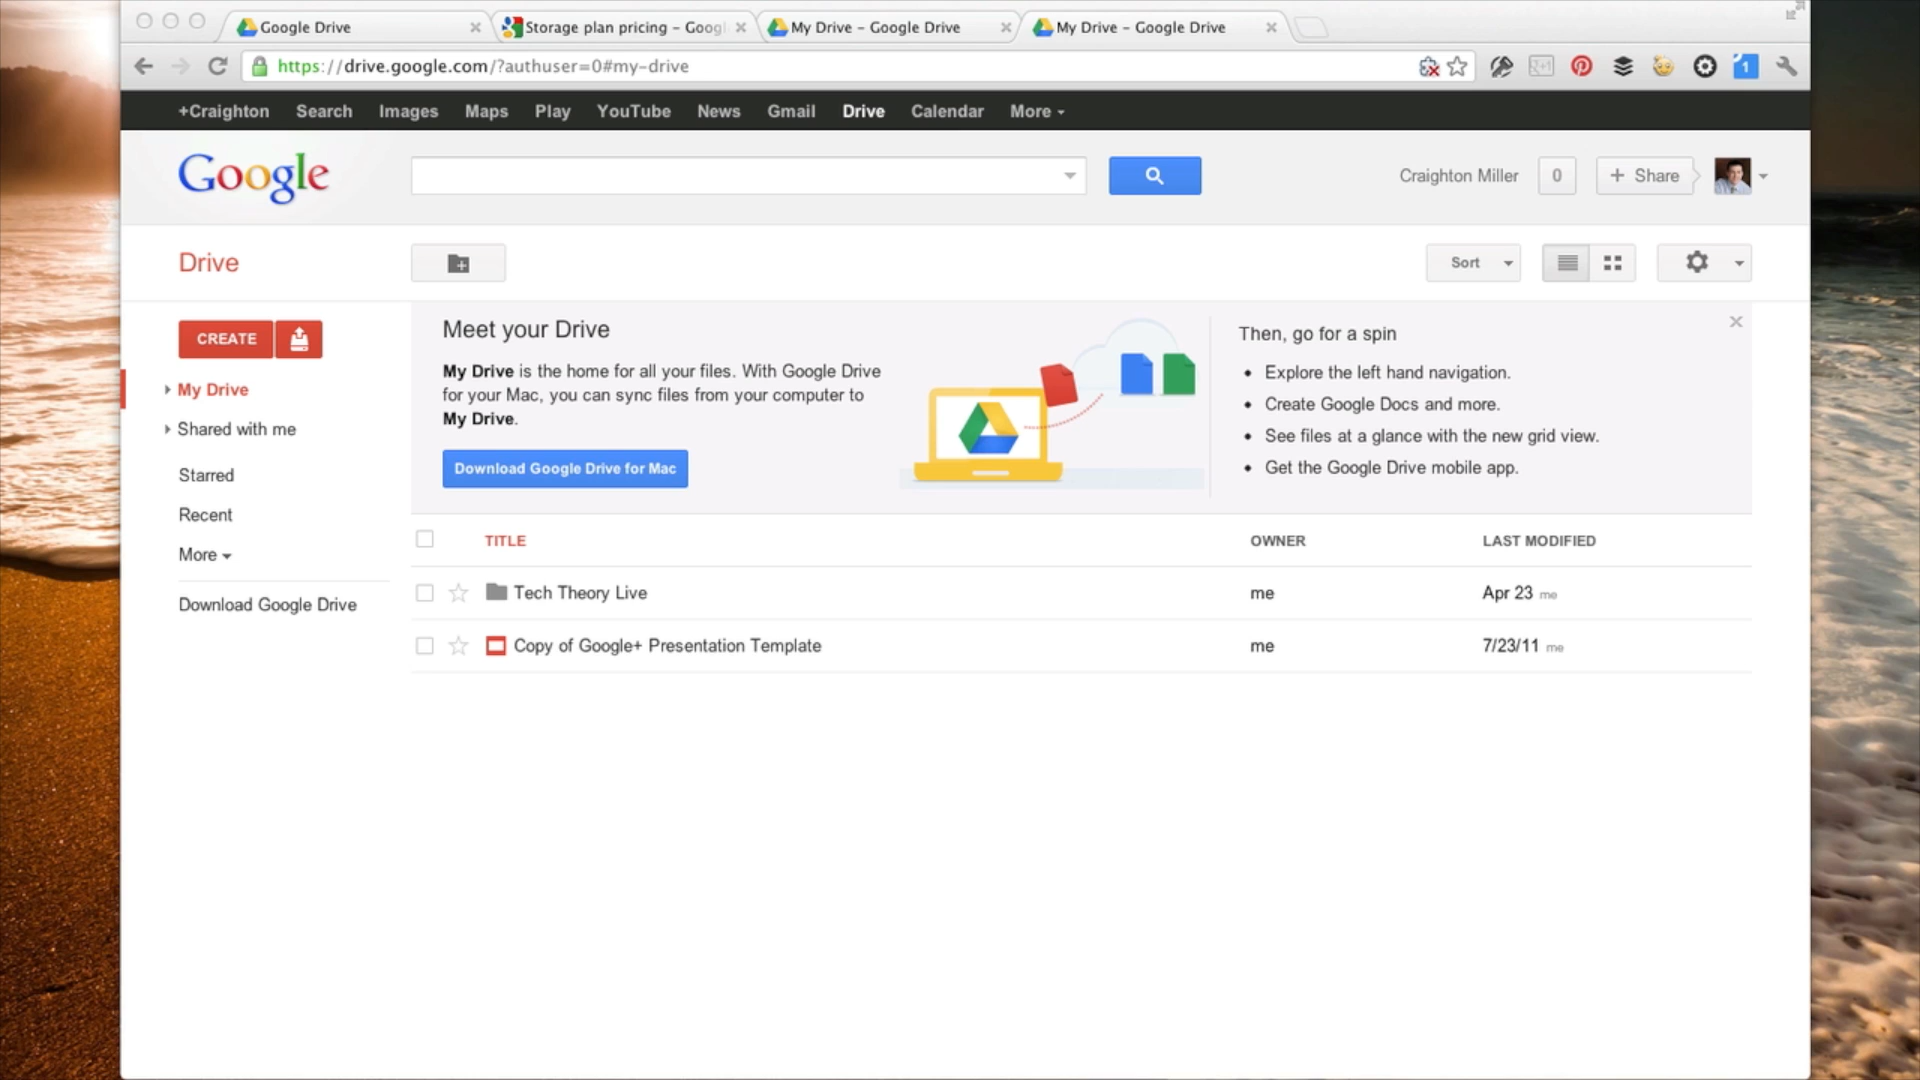 Google Drive
Storage plan pricing – Googl
My Drive – Google Drive
My Drive – Google Drive
https://drive.google.com/?authuser=0#my-drive
1
+Craighton Search Images Maps Play YouTube News Gmail Drive Calendar More
Google
Craighton Miller 0 + Share
Drive
Sort
CREATE
My Drive
Shared with me
Starred
Recent
More
Download Google Drive
Meet your Drive
My Drive is the home for all your files. With Google Drive
for your Mac, you can sync files from your computer to
My Drive.
Download Google Drive for Mac
Then, go for a spin
• Explore the left hand navigation.
• Create Google Docs and more.
• See files at a glance with the new grid view.
• Get the Google Drive mobile app.
TITLE OWNER LAST MODIFIED
Tech Theory Live me Apr 23 me
Copy of Google+ Presentation Template me 7/23/11 me